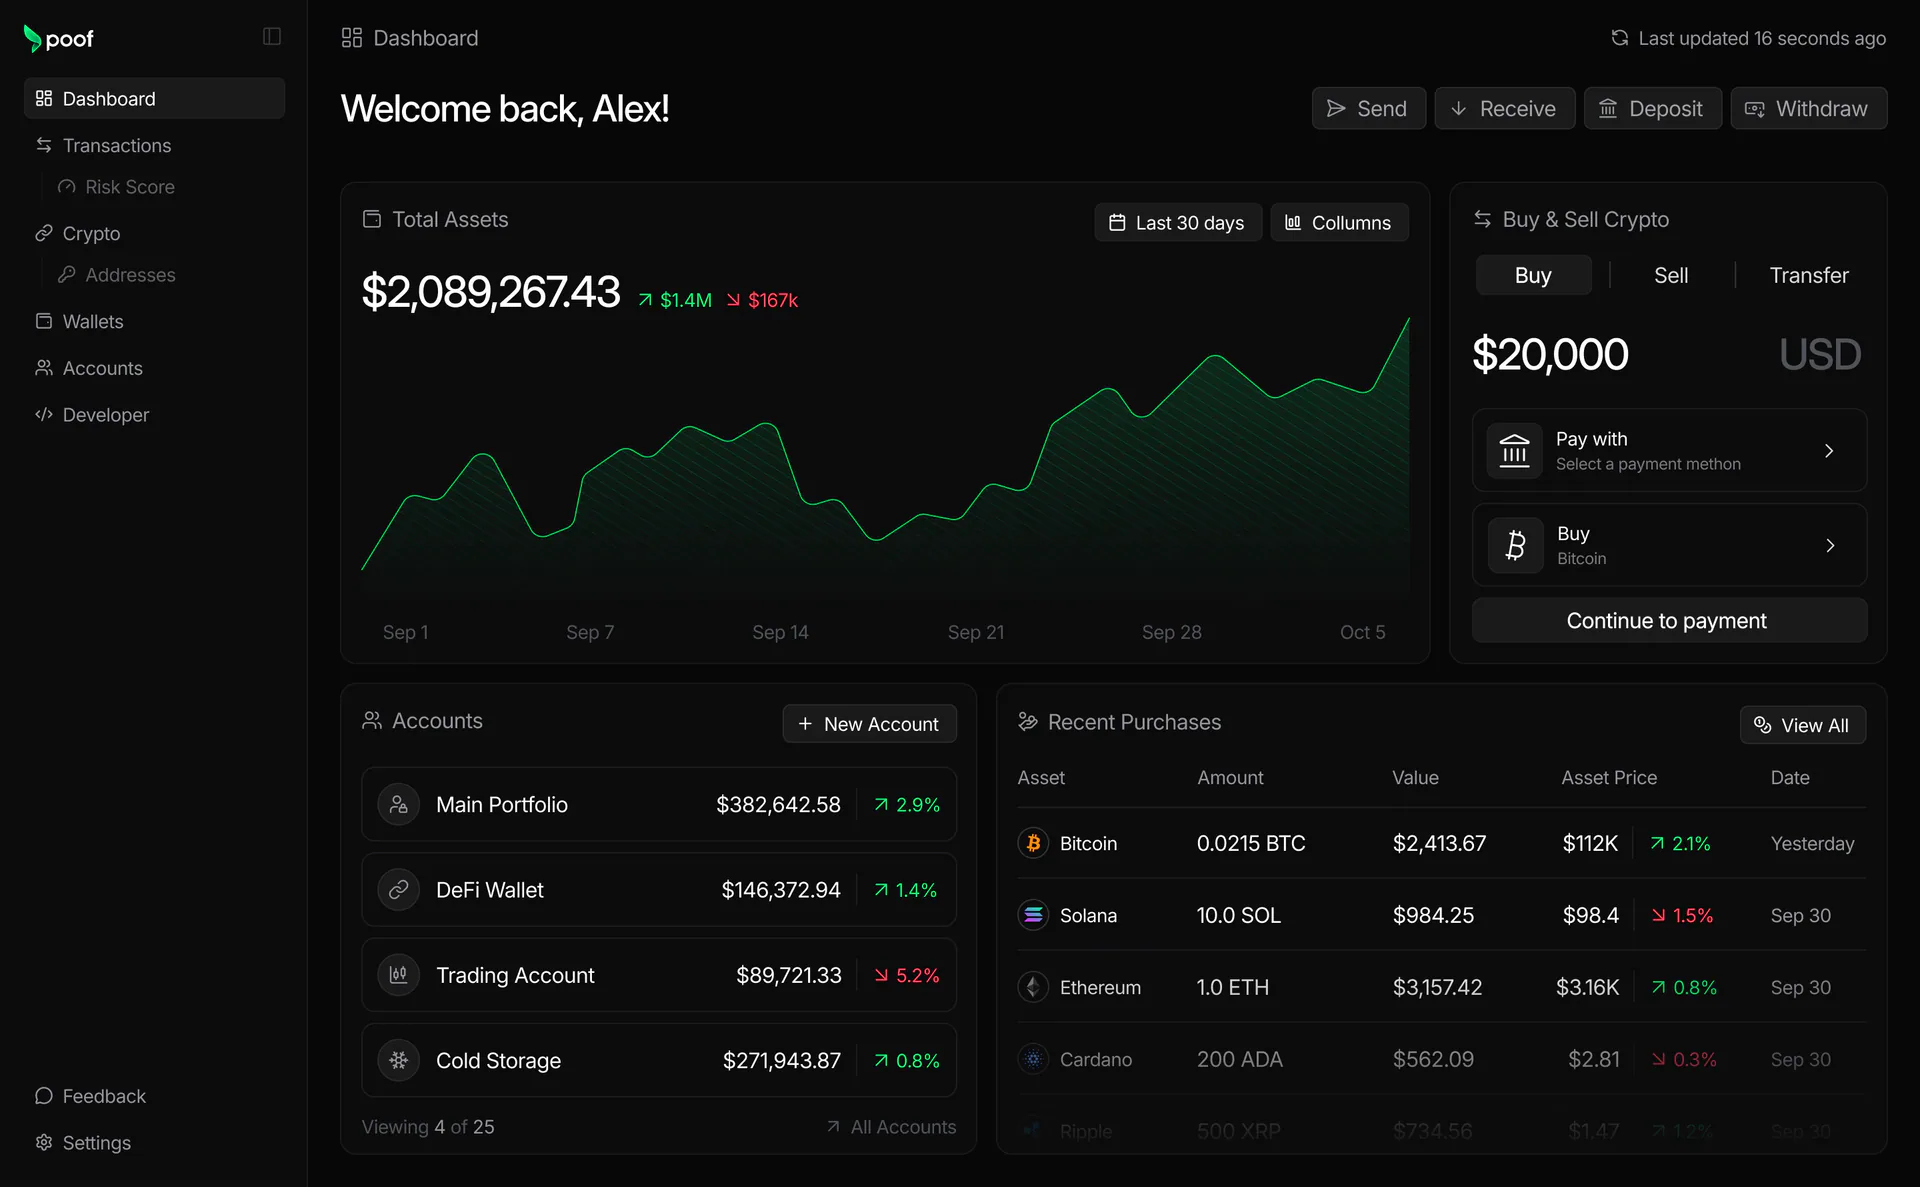 poof
Dashboard
Transactions
Risk Score
Crypto
Addresses
Wallets
Accounts
Developer
Feedback
Settings
Dashboard
Last updated 16 seconds ago
Welcome back, Alex!
Send
Receive
Deposit
Withdraw
Total Assets
Last 30 days
Collumns
$2,089,267.43 $1.4M $167k
Sep 1 Sep 7 Sep 14 Sep 21 Sep 28 Oct 5
Buy & Sell Crypto
Buy Sell Transfer
$20,000 USD
Pay with
Select a payment methon
Buy
Bitcoin
Continue to payment
Accounts
New Account
Main Portfolio $382,642.58 2.9%
DeFi Wallet $146,372.94 1.4%
Trading Account $89,721.33 5.2%
Cold Storage $271,943.87 0.8%
Viewing 4 of 25 All Accounts
Recent Purchases
View All
Asset Amount Value Asset Price Date
Bitcoin 0.0215 BTC $2,413.67 $112K 2.1% Yesterday
Solana 10.0 SOL $984.25 $98.4 1.5% Sep 30
Ethereum 1.0 ETH $3,157.42 $3.16K 0.8% Sep 30
Cardano 200 ADA $562.09 $2.81 0.3% Sep 30
Ripple 500 XRP $734.56 $1.47 1.2% Sep 30